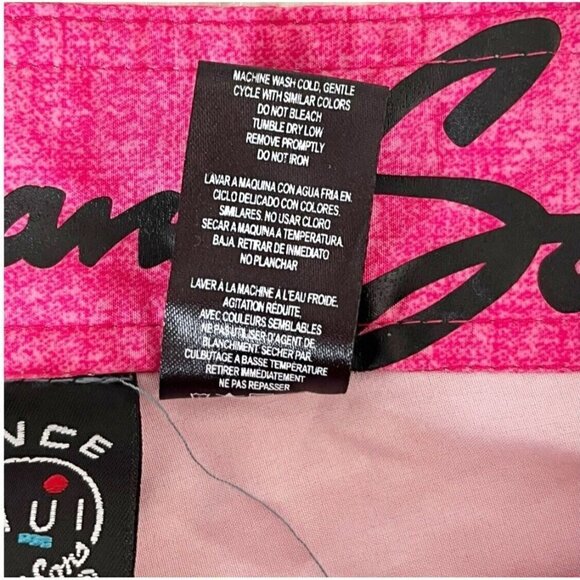 MACHINE WASH COLD, GENTLE
CYCLE WITH SIMILAR COLORS
DO NOT BLEACH
TUMBLE DRY LOW
REMOVE PROMPTLY
DO NOT IRON
LAVAR A MAQUINA CON AGUA FRIA EN.
CICLO DELICADO CON COLORES.
SIMILARES. NO USAR CLORO
SECAR A MAQUINA A TEMPERATURA.
BAJA. RETIRAR DE INMEDIATO
NO PLANCHAR
LAVER À LA MACHINE À L'EAU FROIDE.
AGITATION RÉDUITE.
AVEC COULEURS SEMBLABLES
NE PAS UTILISER D'AGENT DE
BLANCHIMENT. SÉCHER PAR
CULBUTAGE A BASSE TEMPÉRATURE
RETIRER IMMÉDIATEMENT
NE PAS REPASSER
NCE
UI